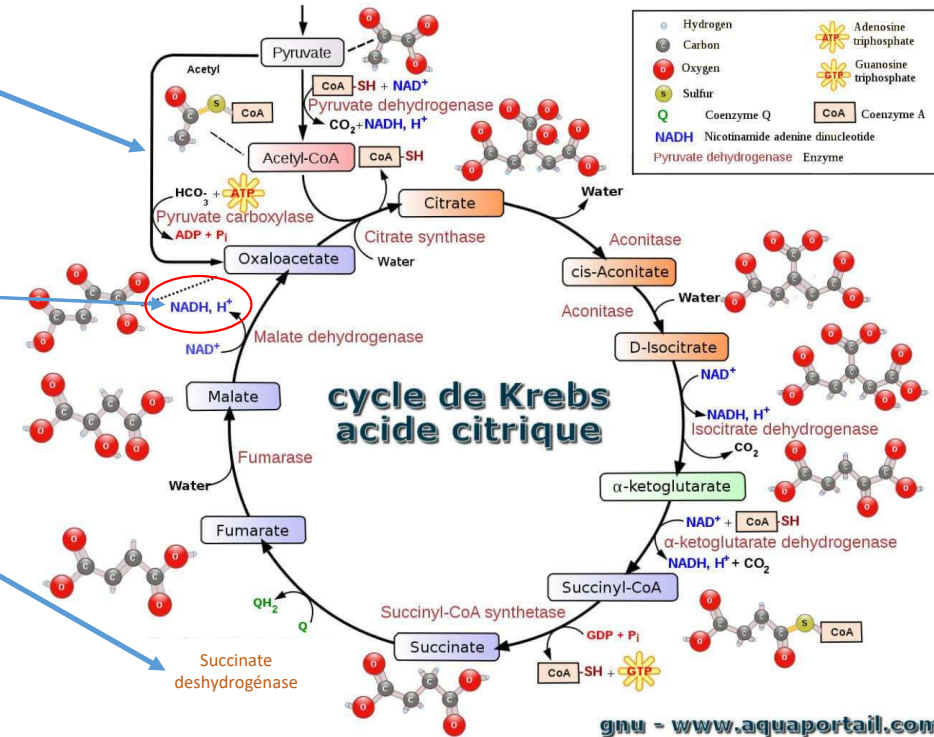 Pyruvate
Acetyl
CoA -SH + NAD+
Pyruvate dehydrogenase
CO2+NADH, H+
S CoA
Acetyl-CoA
CoA -SH
HCO3- + ATP
Pyruvate carboxylase
ADP + Pi
Oxaloacetate
Citrate
Citrate synthase
Water
Water
Aconitase
cis-Aconitate
Water
Aconitase
D-Isocitrate
NAD+
NADH, H+
Isocitrate dehydrogenase
CO2
α-ketoglutarate
NAD+ + CoA -SH
α-ketoglutarate dehydrogenase
NADH, H+ + CO2
Succinyl-CoA
S CoA
Succinyl-CoA synthetase
GDP + Pi
CoA -SH + GTP
Succinate
QH2
Q
Succinate
deshydrogénase
Fumarate
Water
Fumarase
Malate
NAD+
Malate dehydrogenase
NADH, H+
cycle de Krebs
acide citrique
Hydrogen
C Carbon
O Oxygen
S Sulfur
Q Coenzyme Q
NADH Nicotinamide adenine dinucleotide
Pyruvate dehydrogenase Enzyme
ATP Adenosine
triphosphate
GTP Guanosine
triphosphate
CoA Coenzyme A
gnu - www.aquaportail.com